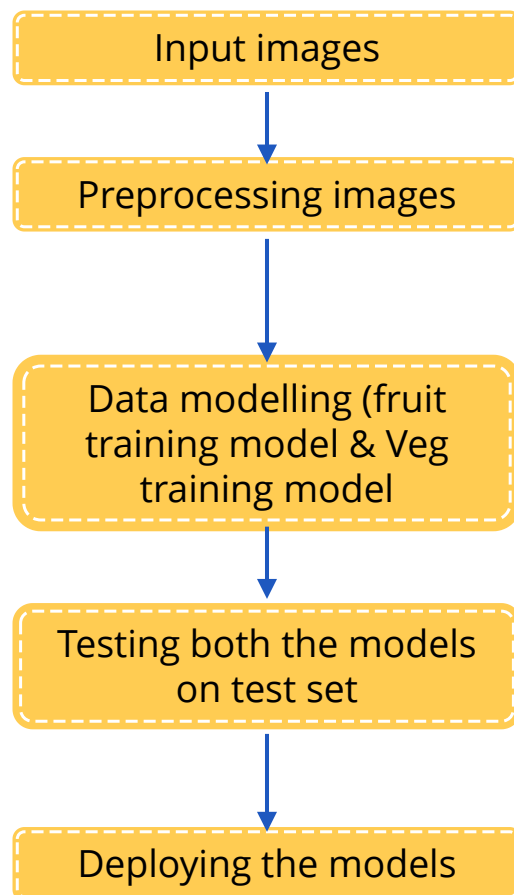 Input images
Preprocessing images
Data modelling (fruit
training model & Veg
training model
Testing both the models
on test set
Deploying the models